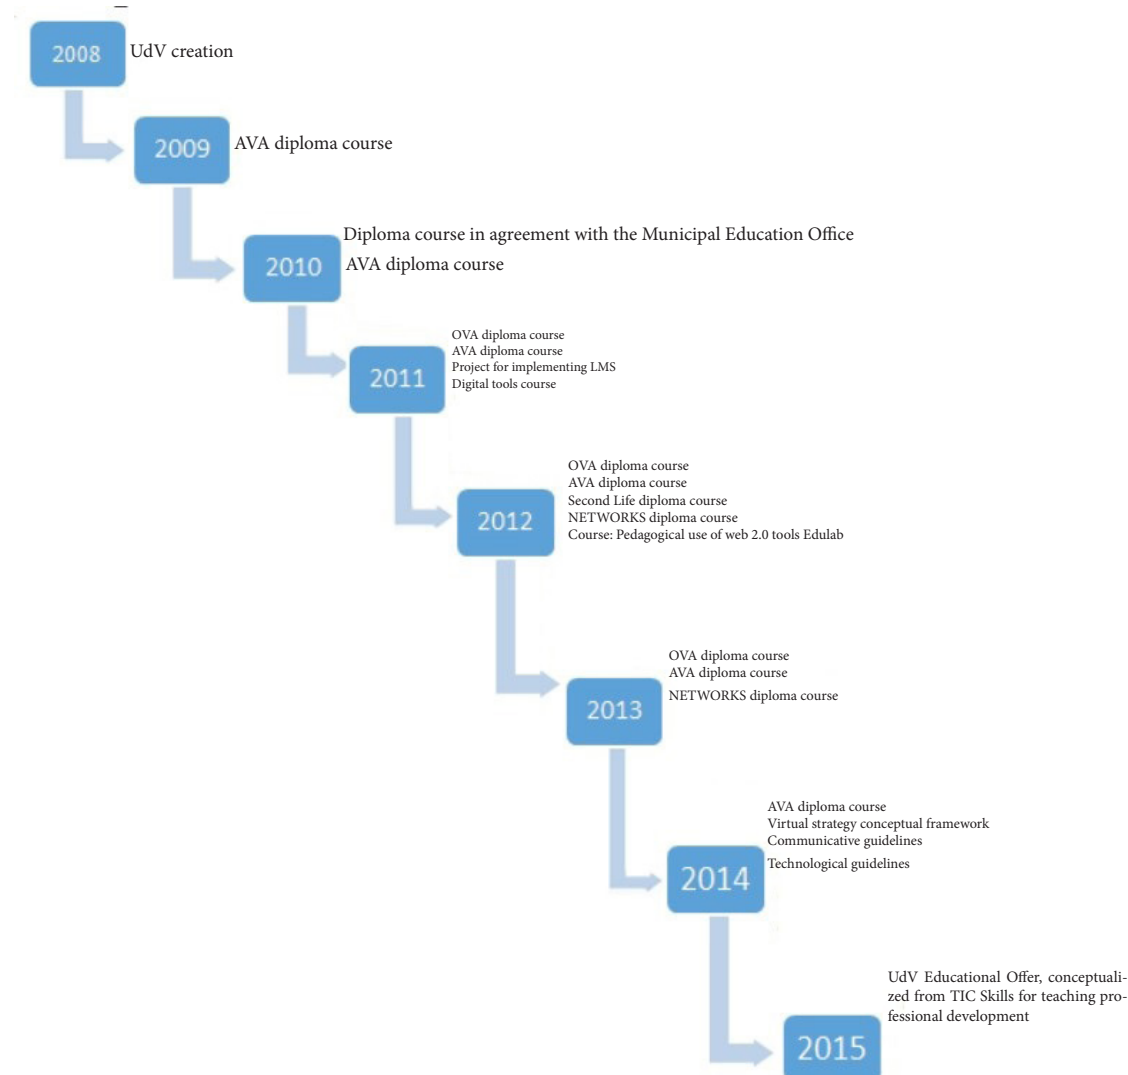 2008
UdV creation
2009
AVA diploma course
2010
Diploma course in agreement with the Municipal Education Office
AVA diploma course
2011
OVA diploma course
AVA diploma course
Project for implementing LMS
Digital tools course
2012
OVA diploma course
AVA diploma course
Second Life diploma course
NETWORKS diploma course
Course: Pedagogical use of web 2.0 tools Edulab
2013
OVA diploma course
AVA diploma course
NETWORKS diploma course
2014
AVA diploma course
Virtual strategy conceptual framework
Communicative guidelines
Technological guidelines
2015
UdV Educational Offer, conceptuali-
zed from TIC Skills for teaching pro-
fessional development